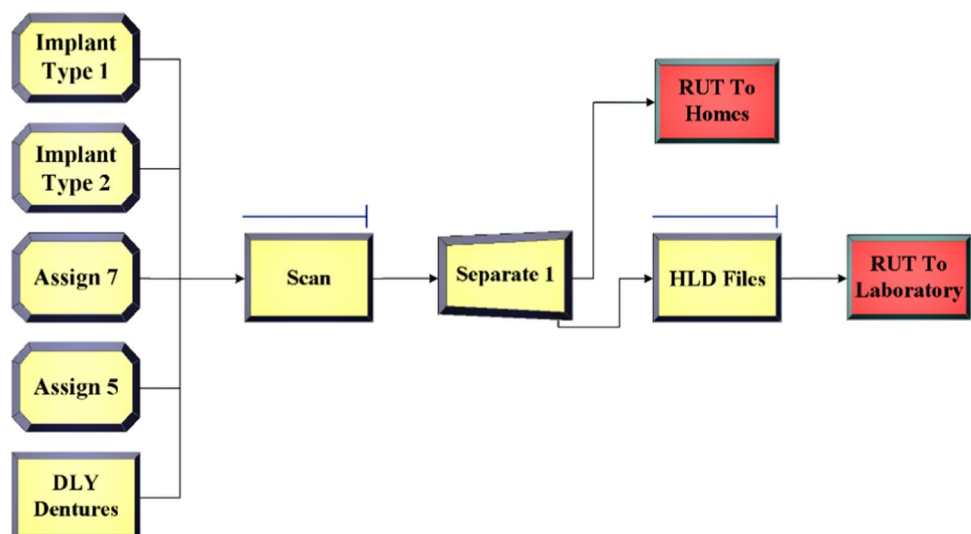 Implant
Type 1
Implant
Type 2
Assign 7
Assign 5
DLY
Dentures
Scan
Separate 1
RUT To
Homes
HLD Files
RUT To
Laboratory